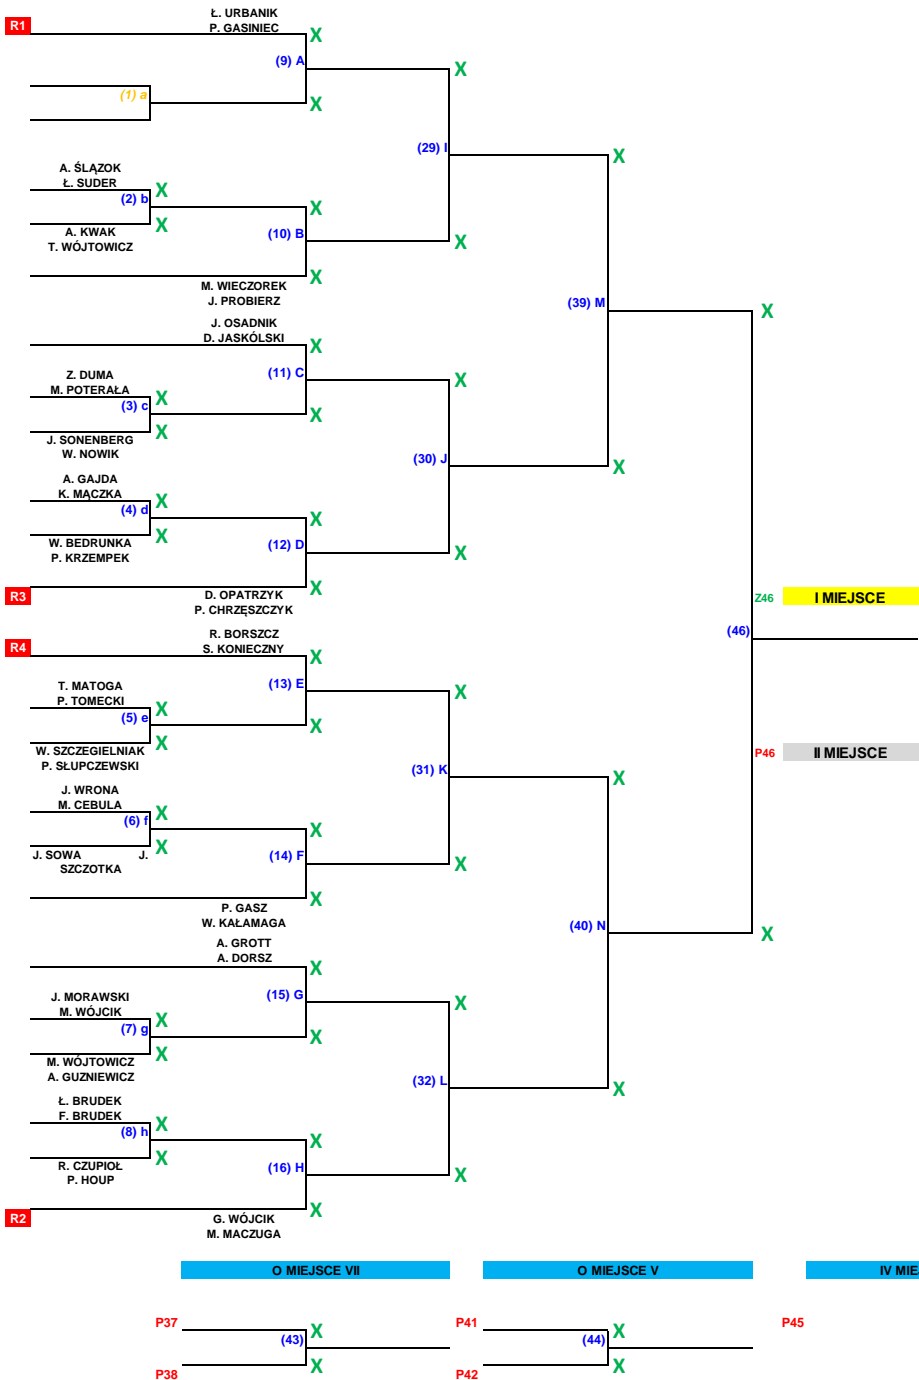 Ł. URBANIK
R1
P. GASINIEC
X
(9) A
X
(1) a
X
(29) I
X
A. ŚLĄZOK
Ł. SUDER
X
(2) b
X
X
A. KWAK
T. WÓJTOWICZ
(10) B
X
X
M. WIECZOREK
J. PROBIERZ
(39) M
X
J. OSADNIK
D. JASKÓLSKI
X
(11) C
X
Z. DUMA
M. POTERAŁA
X
(3) c
X
X
J. SONENBERG
W. NOWIK
(30) J
X
A. GAJDA
K. MĄCZKA
X
(4) d
X
X
W. BEDRUNKA
P. KRZEMPEK
(12) D
X
X
R3
D. OPATRZYK
P. CHRZĘSZCZYK
Z46
I MIEJSCE
(46)
R4
R. BORSZCZ
S. KONIECZNY
X
(13) E
X
T. MATOGA
P. TOMECKI
X
(5) e
X
X
W. SZCZEGIELNIAK
P. SŁUPCZEWSKI
P46
II MIEJSCE
(31) K
X
J. WRONA
M. CEBULA
X
(6) f
X
X
J. SOWA J.
SZCZOTKA
(14) F
X
X
P. GASZ
W. KAŁAMAGA
(40) N
X
A. GROTT
A. DORSZ
X
(15) G
X
J. MORAWSKI
M. WÓJCIK
X
(7) g
X
X
M. WÓJTOWICZ
A. GUZNIEWICZ
(32) L
X
Ł. BRUDEK
F. BRUDEK
X
(8) h
X
X
R. CZUPIOŁ
P. HOUP
(16) H
X
X
R2
G. WÓJCIK
M. MACZUGA
O MIEJSCE VII
O MIEJSCE V
IV MIE
P37
X
(43)
X
P38
P41
X
(44)
X
P42
P45